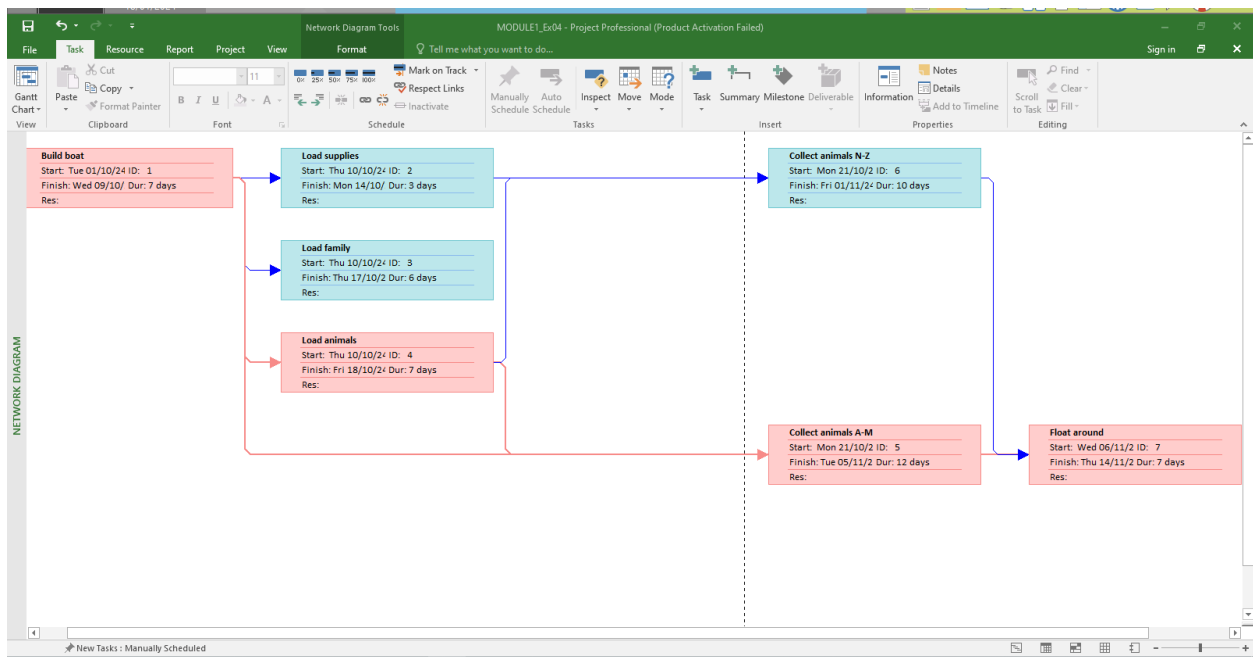 Network Diagram Tools
MODULE1_Ex04 - Project Professional (Product Activation Failed)
File Task Resource Report Project View Format Tell me what you want to do... Sign in
Gantt Chart
View
Paste
Cut
Copy
Format Painter
Clipboard
11
B I U A
Font
0% 25% 50% 75% 100%
Mark on Track
Respect Links
Inactivate
Schedule
Manually Schedule
Auto Schedule
Inspect
Move
Mode
Tasks
Task
Summary
Milestone
Deliverable
Insert
Information
Notes
Details
Add to Timeline
Properties
Scroll to Task
Find
Clear
Fill
Editing
NETWORK DIAGRAM
Build boat
Start: Tue 01/10/24 ID: 1
Finish: Wed 09/10/ Dur: 7 days
Res:
Load supplies
Start: Thu 10/10/24 ID: 2
Finish: Mon 14/10/ Dur: 3 days
Res:
Collect animals N-Z
Start: Mon 21/10/2 ID: 6
Finish: Fri 01/11/24 Dur: 10 days
Res:
Load family
Start: Thu 10/10/24 ID: 3
Finish: Thu 17/10/2 Dur: 6 days
Res:
Load animals
Start: Thu 10/10/24 ID: 4
Finish: Fri 18/10/24 Dur: 7 days
Res:
Collect animals A-M
Start: Mon 21/10/2 ID: 5
Finish: Tue 05/11/2 Dur: 12 days
Res:
Float around
Start: Wed 06/11/2 ID: 7
Finish: Thu 14/11/2 Dur: 7 days
Res:
New Tasks : Manually Scheduled